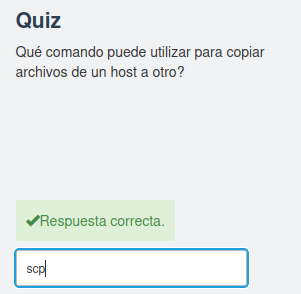 Quiz
Qué comando puede utilizar para copiar
archivos de un host a otro?
Respuesta correcta.
scp